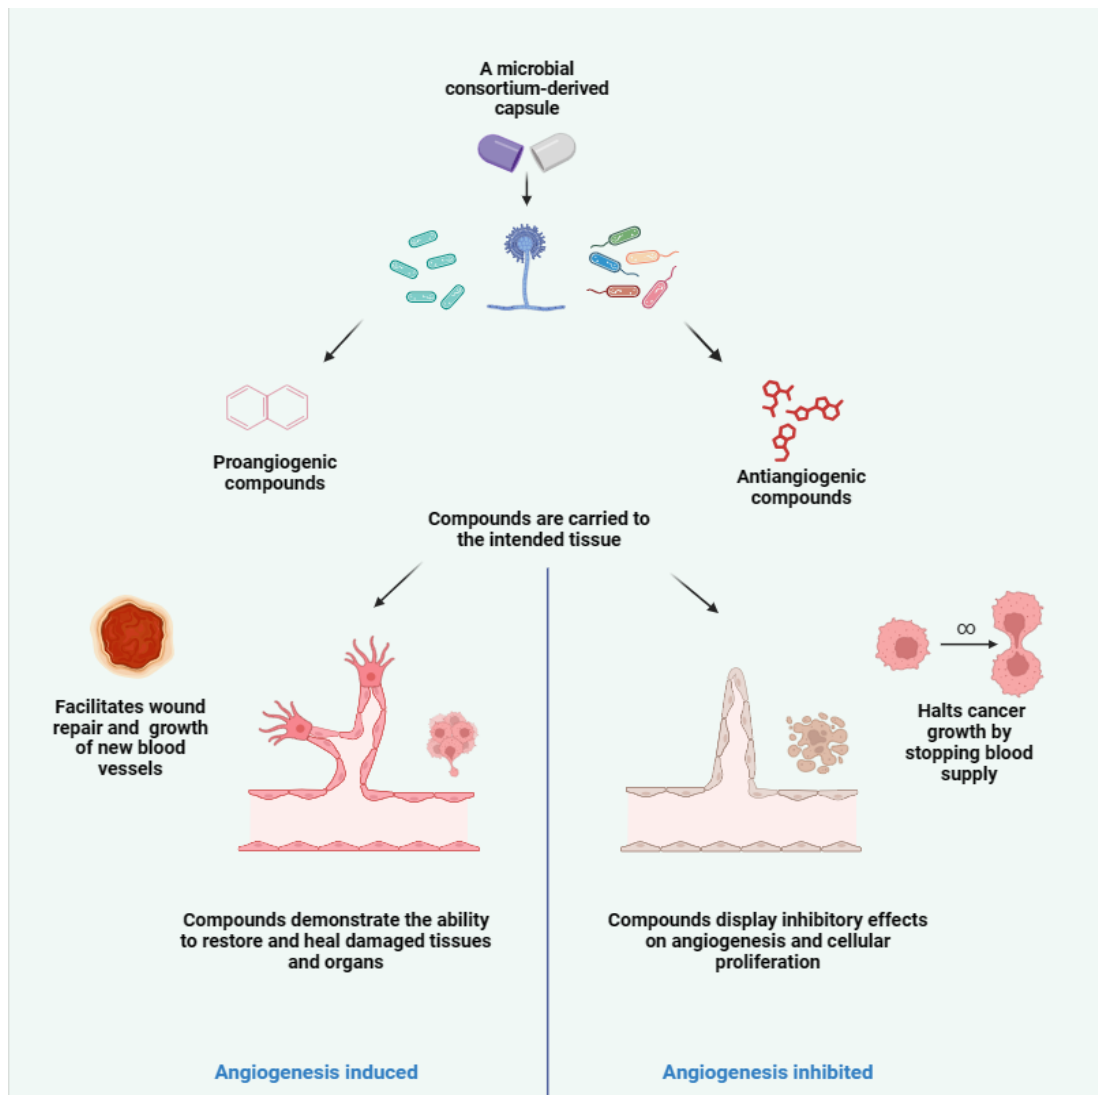 A microbial
consortium-derived
capsule
Proangiogenic
compounds
Antiangiogenic
compounds
Compounds are carried to
the intended tissue
Facilitates wound
repair and growth
of new blood
vessels
∞
Halts cancer
growth by
stopping blood
supply
Compounds demonstrate the ability
to restore and heal damaged tissues
and organs
Compounds display inhibitory effects
on angiogenesis and cellular
proliferation
Angiogenesis induced
Angiogenesis inhibited